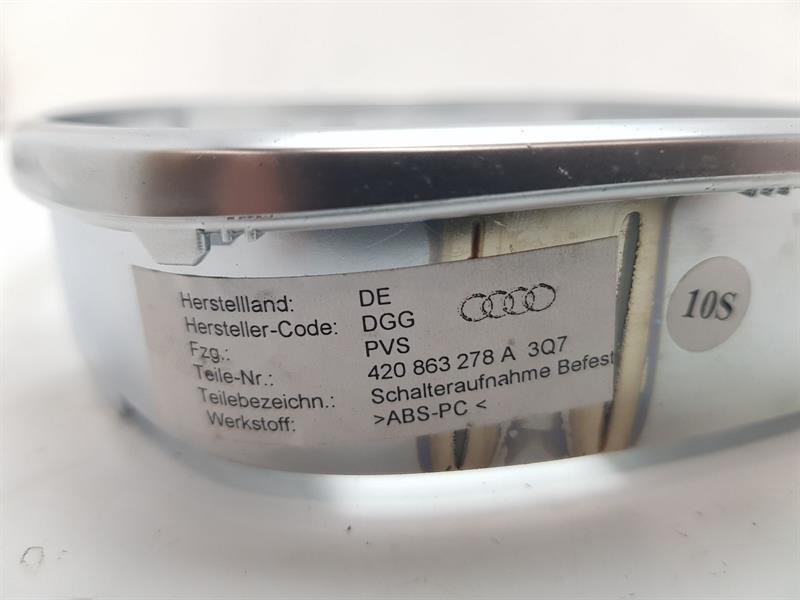 Herstellland: DE
Hersteller-Code: DGG
Fzg.: PVS
Teile-Nr.: 420 863 278 A 3Q7
Teilebezeichn.: Schalteraufnahme Befest
Werkstoff: >ABS-PC <
10S